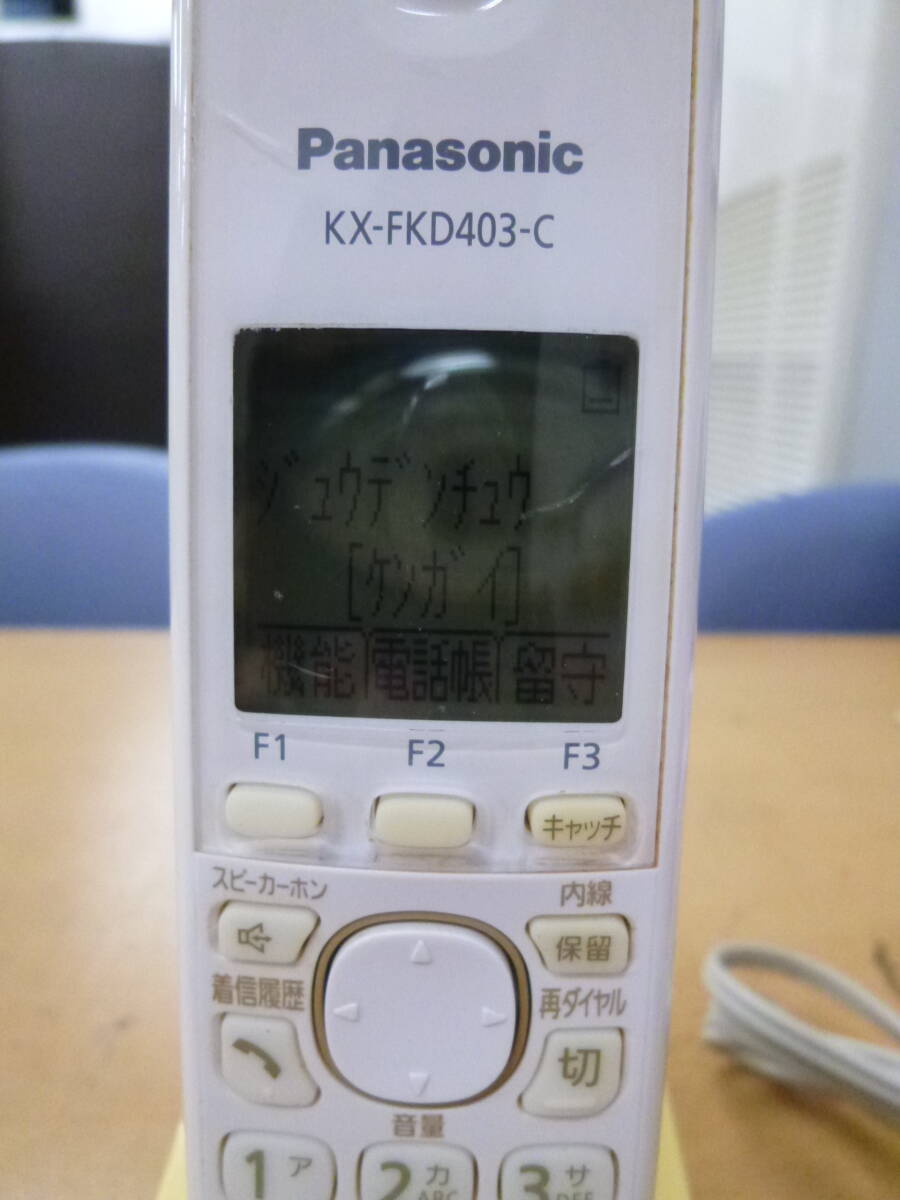 Panasonic
KX-FKD403-C
ジュウデンチュウ
[ケンガイ]
機能 電話帳 留守
F1 F2 F3
キャッチ
スピーカーホン 内線
保留
着信履歴 再ダイヤル
切
音量
1 ア 2 カ ABC 3 サ DEF